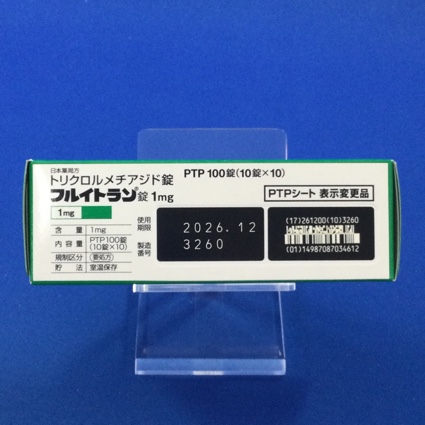 日本薬局方
トリクロルメチアジド錠
フルイトラン®錠1mg
PTP 100錠(10錠×10)
PTPシート 表示変更品
1mg
含量 1mg
内容量 PTP100錠
(10錠×10)
規制区分 要処方
貯法 室温保存
使用
期限 2026.12
製造
番号 3260
(17)261200(10)3260
(01)14987087034612